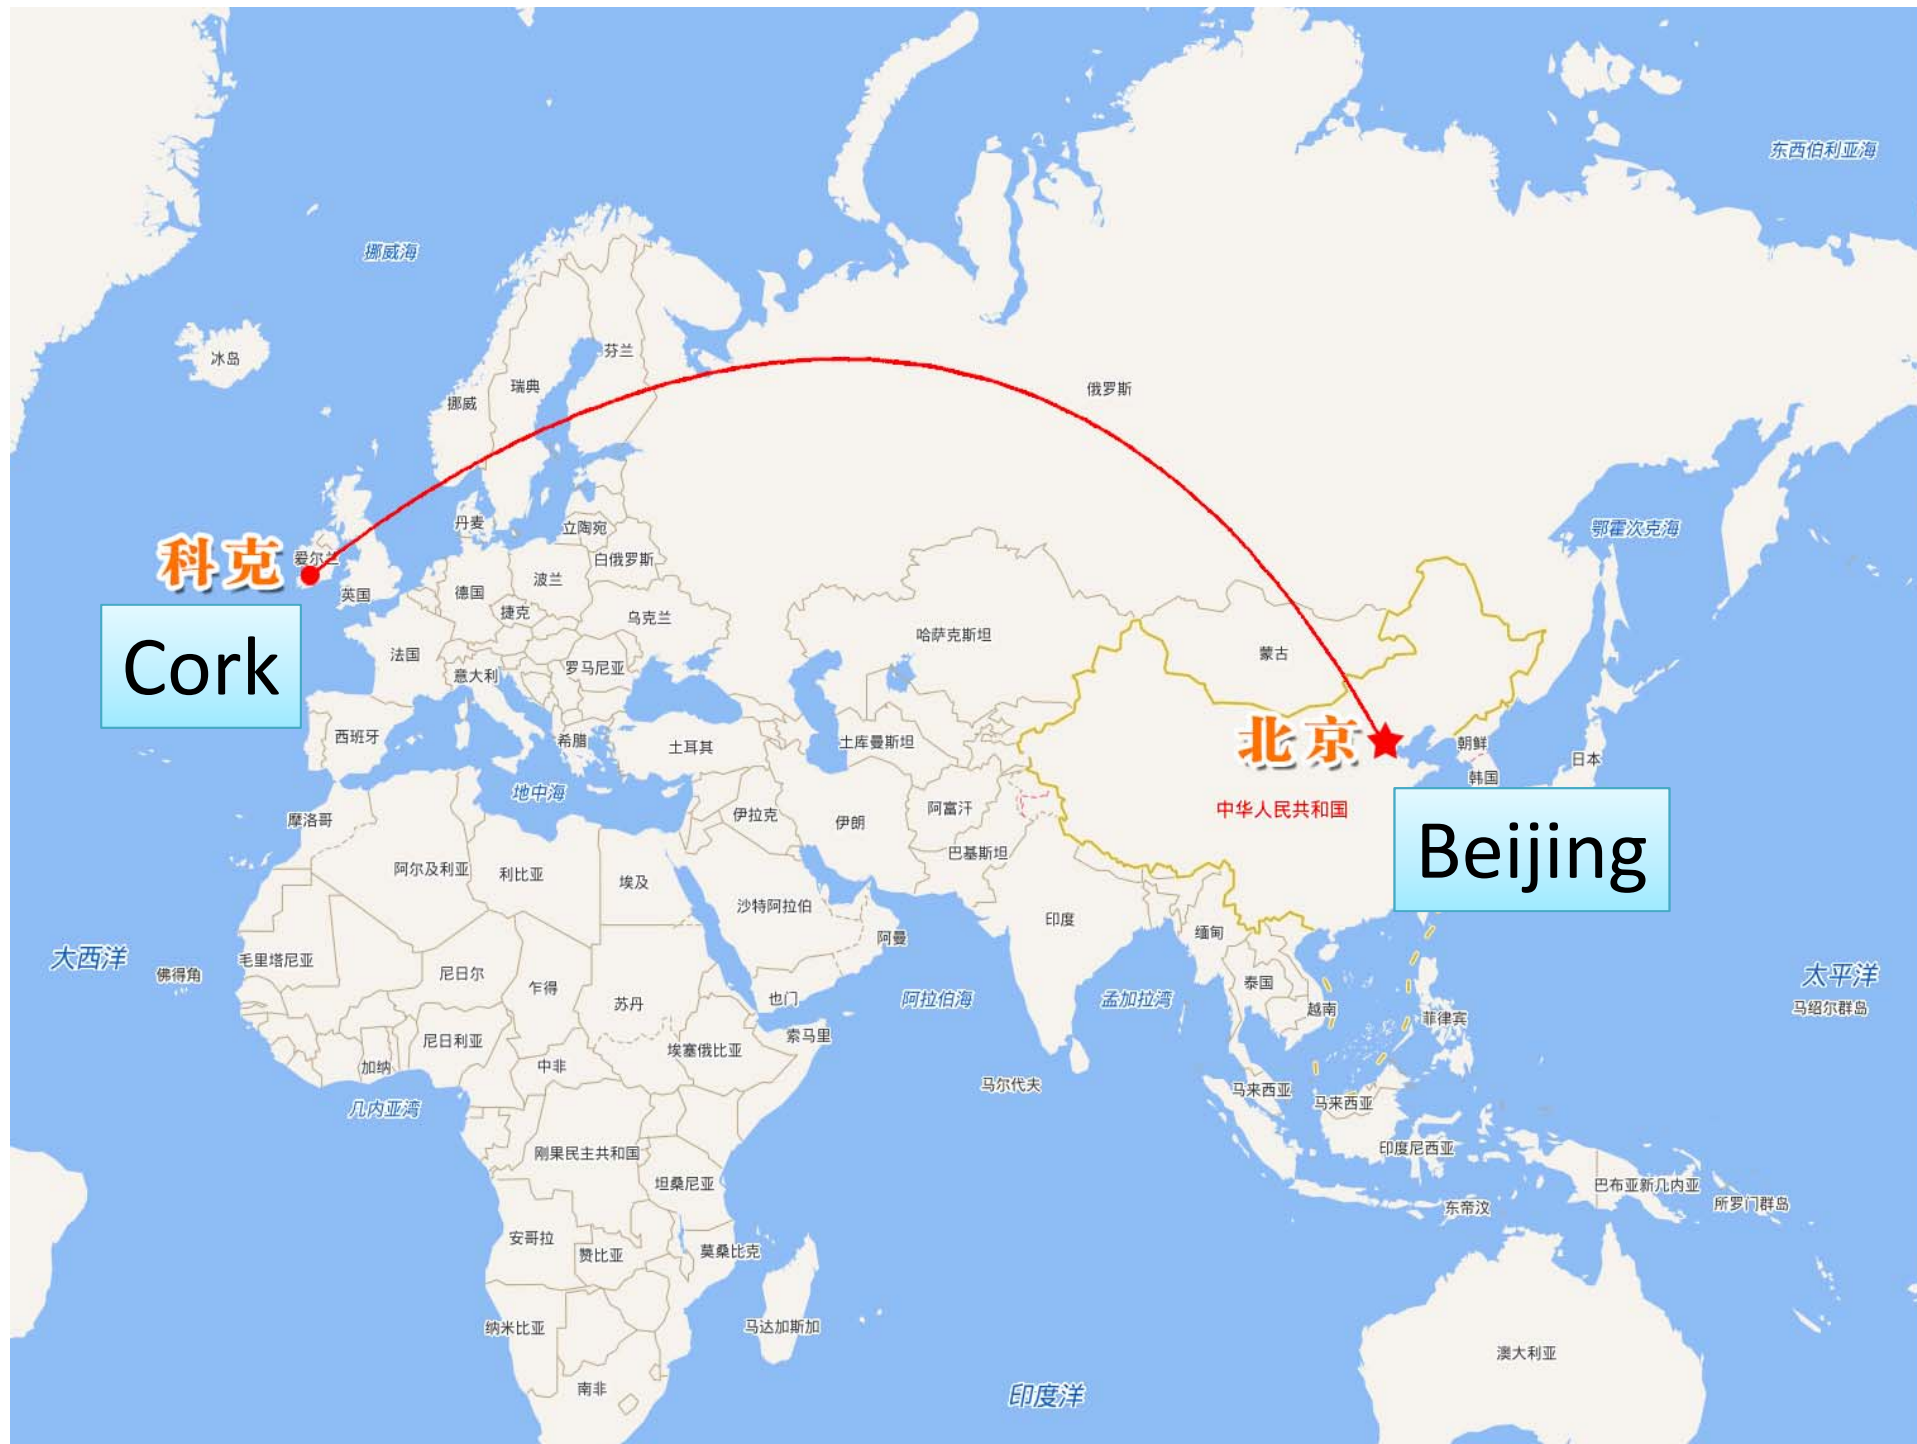 东西伯利亚海
挪威海
冰岛
芬兰
瑞典
挪威
俄罗斯
丹麦
立陶宛
鄂霍次克海
科克
爱尔兰
英国
白俄罗斯
波兰
德国
捷克
乌克兰
Cork
法国
哈萨克斯坦
蒙古
意大利
罗马尼亚
西班牙
希腊
土耳其
土库曼斯坦
北京
朝鲜
日本
韩国
地中海
摩洛哥
伊拉克
伊朗
阿富汗
中华人民共和国
Beijing
巴基斯坦
阿尔及利亚
利比亚
埃及
沙特阿拉伯
印度
阿曼
缅甸
大西洋
佛得角
毛里塔尼亚
尼日尔
乍得
苏丹
也门
阿拉伯海
孟加拉湾
泰国
越南
菲律宾
太平洋
马绍尔群岛
尼日利亚
索马里
埃塞俄比亚
加纳
中非
马尔代夫
马来西亚
马来西亚
几内亚湾
刚果民主共和国
印度尼西亚
坦桑尼亚
巴布亚新几内亚
所罗门群岛
东帝汶
安哥拉
赞比亚
莫桑比克
纳米比亚
马达加斯加
澳大利亚
南非
印度洋